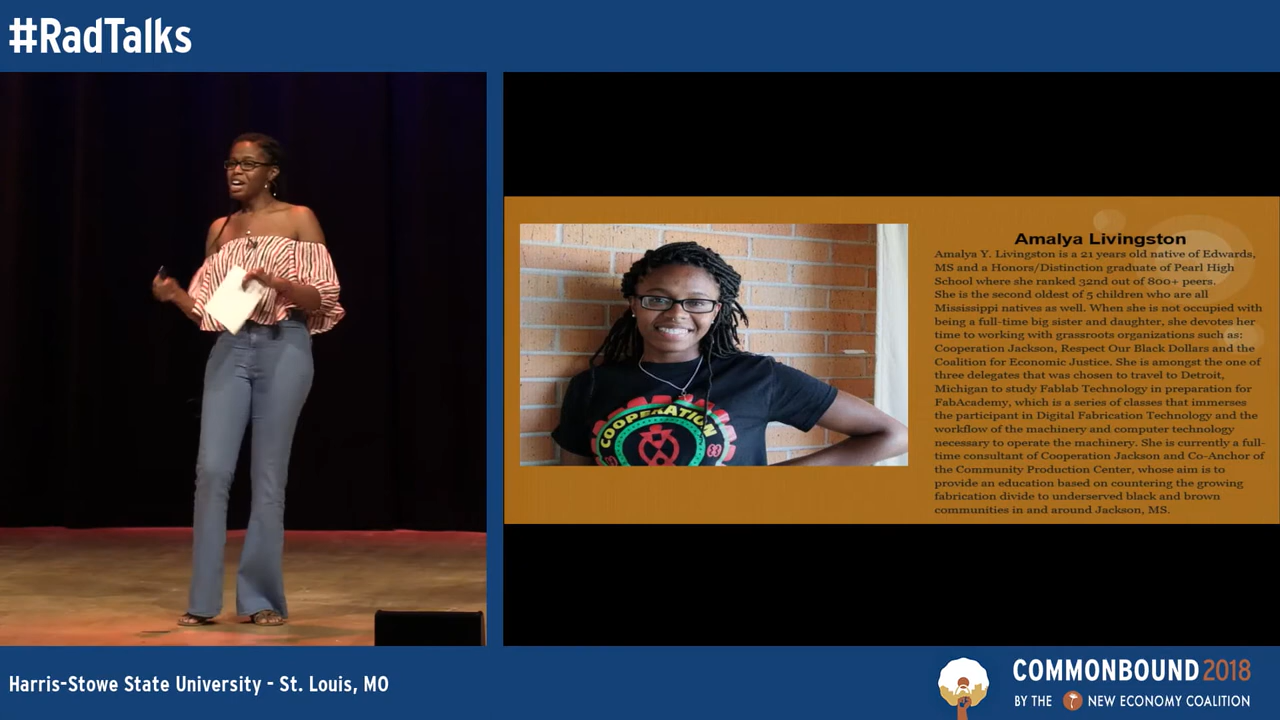 #RadTalks
COOPERATION
Amalya Livingston
Amalya Y. Livingston is a 21 years old native of Edwards,
MS and a Honors/Distinction graduate of Pearl High
School where she ranked 32nd out of 800+ peers.
She is the second oldest of 5 children who are all
Mississippi natives as well. When she is not occupied with
being a full-time big sister and daughter, she devotes her
time to working with grassroots organizations such as:
Cooperation Jackson, Respect Our Black Dollars and the
Coalition for Economic Justice. She is amongst the one of
three delegates that was chosen to travel to Detroit,
Michigan to study Fablab Technology in preparation for
FabAcademy, which is a series of classes that immerses
the participant in Digital Fabrication Technology and the
workflow of the machinery and computer technology
necessary to operate the machinery. She is currently a full-
time consultant of Cooperation Jackson and Co-Anchor of
the Community Production Center, whose aim is to
provide an education based on countering the growing
fabrication divide to underserved black and brown
communities in and around Jackson, MS.
Harris-Stowe State University - St. Louis, MO
COMMONBOUND 2018
BY THE NEW ECONOMY COALITION